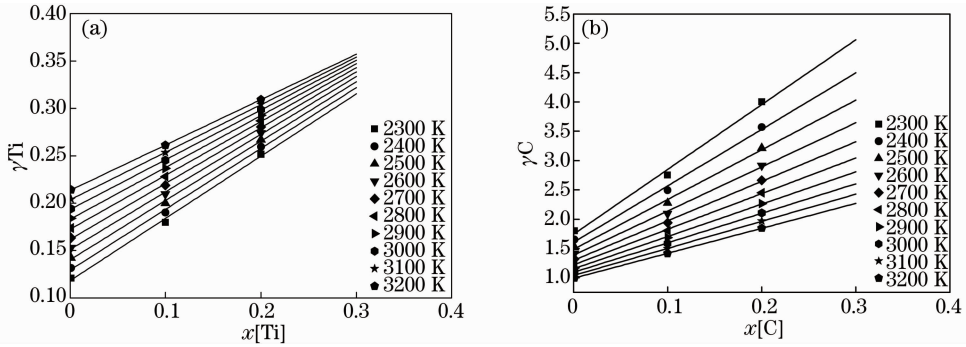 (a)
γTi
0.40
0.35
0.30
0.25
0.20
0.15
0.10
0
0.1
0.2
0.3
0.4
x[Ti]
2300 K
2400 K
2500 K
2600 K
2700 K
2800 K
2900 K
3000 K
3100 K
3200 K
(b)
γC
5.5
5.0
4.5
4.0
3.5
3.0
2.5
2.0
1.5
1.0
0
0.1
0.2
0.3
0.4
x[C]
2300 K
2400 K
2500 K
2600 K
2700 K
2800 K
2900 K
3000 K
3100 K
3200 K